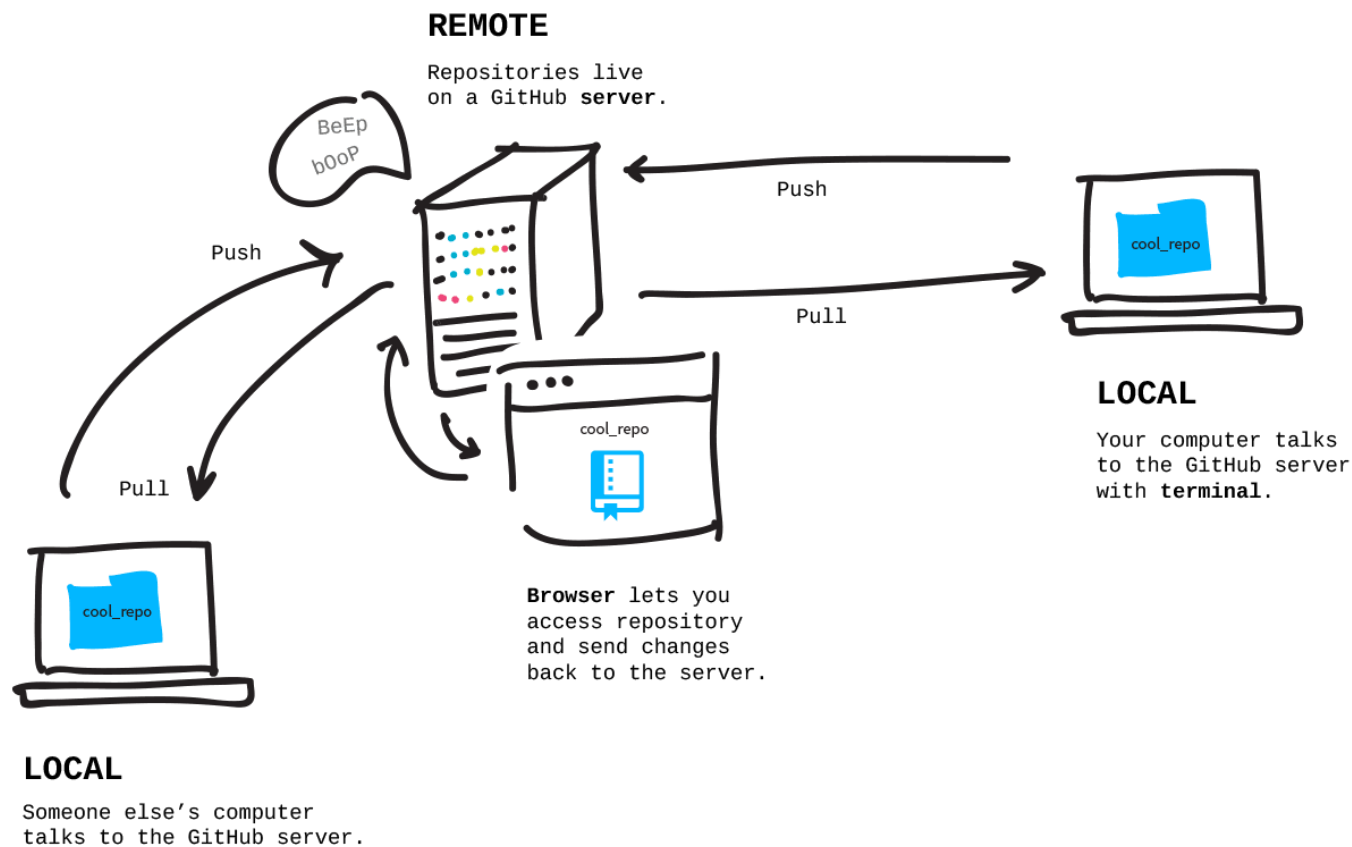 REMOTE
Repositories live
on a GitHub server.
BeEp
bOoP
Push
Push
cool_repo
Pull
Pull
LOCAL
Your computer talks
to the GitHub server
with terminal.
cool_repo
Browser lets you
access repository
and send changes
back to the server.
cool_repo
LOCAL
Someone else’s computer
talks to the GitHub server.